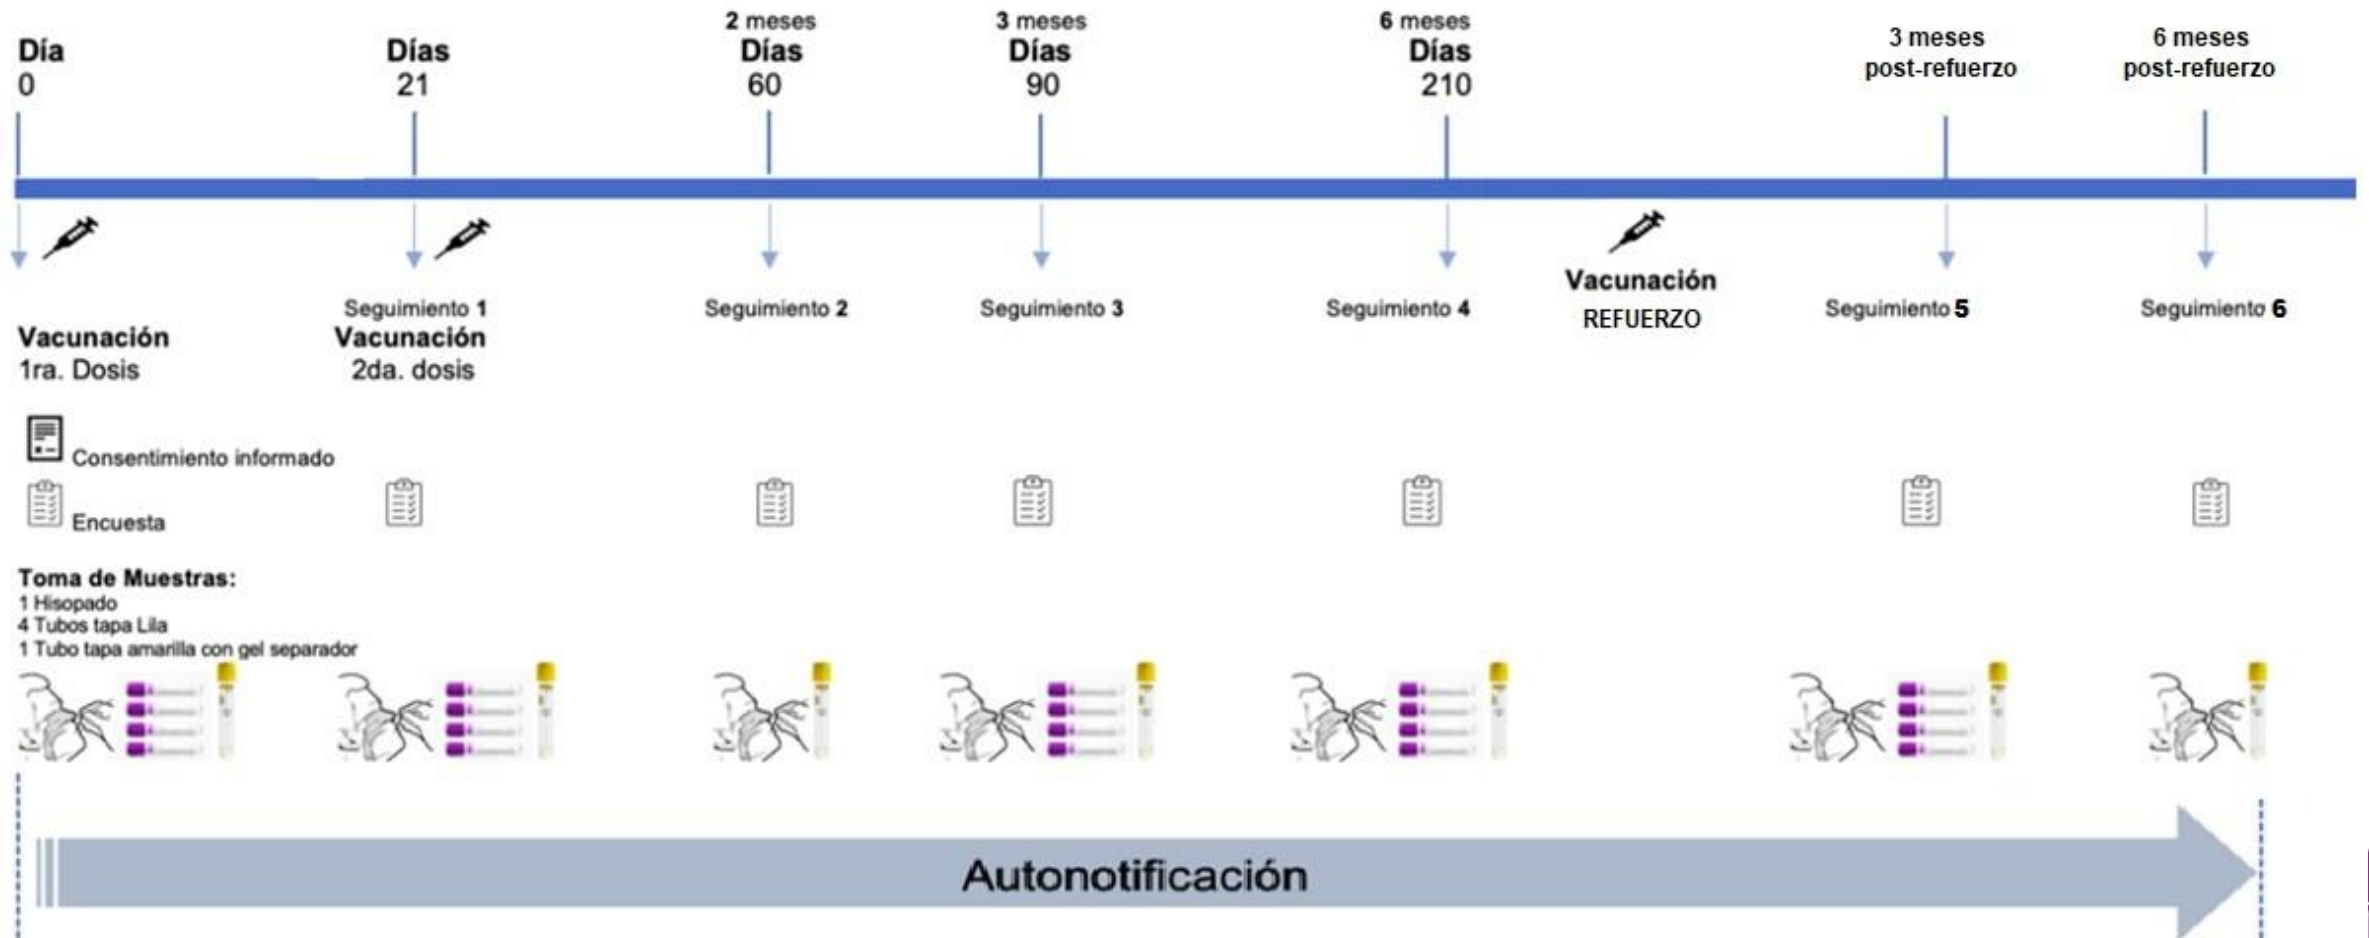 Día
0
Días
21
2 meses
Días
60
3 meses
Días
90
6 meses
Días
210
3 meses
post-refuerzo
6 meses
post-refuerzo
Vacunación
1ra. Dosis
Seguimiento 1
Vacunación
2da. dosis
Seguimiento 2
Seguimiento 3
Seguimiento 4
Vacunación
REFUERZO
Seguimiento 5
Seguimiento 6
Consentimiento informado
Encuesta
Toma de Muestras:
1 Hisopado
4 Tubos tapa Lila
1 Tubo tapa amarilla con gel separador
Autonotificación